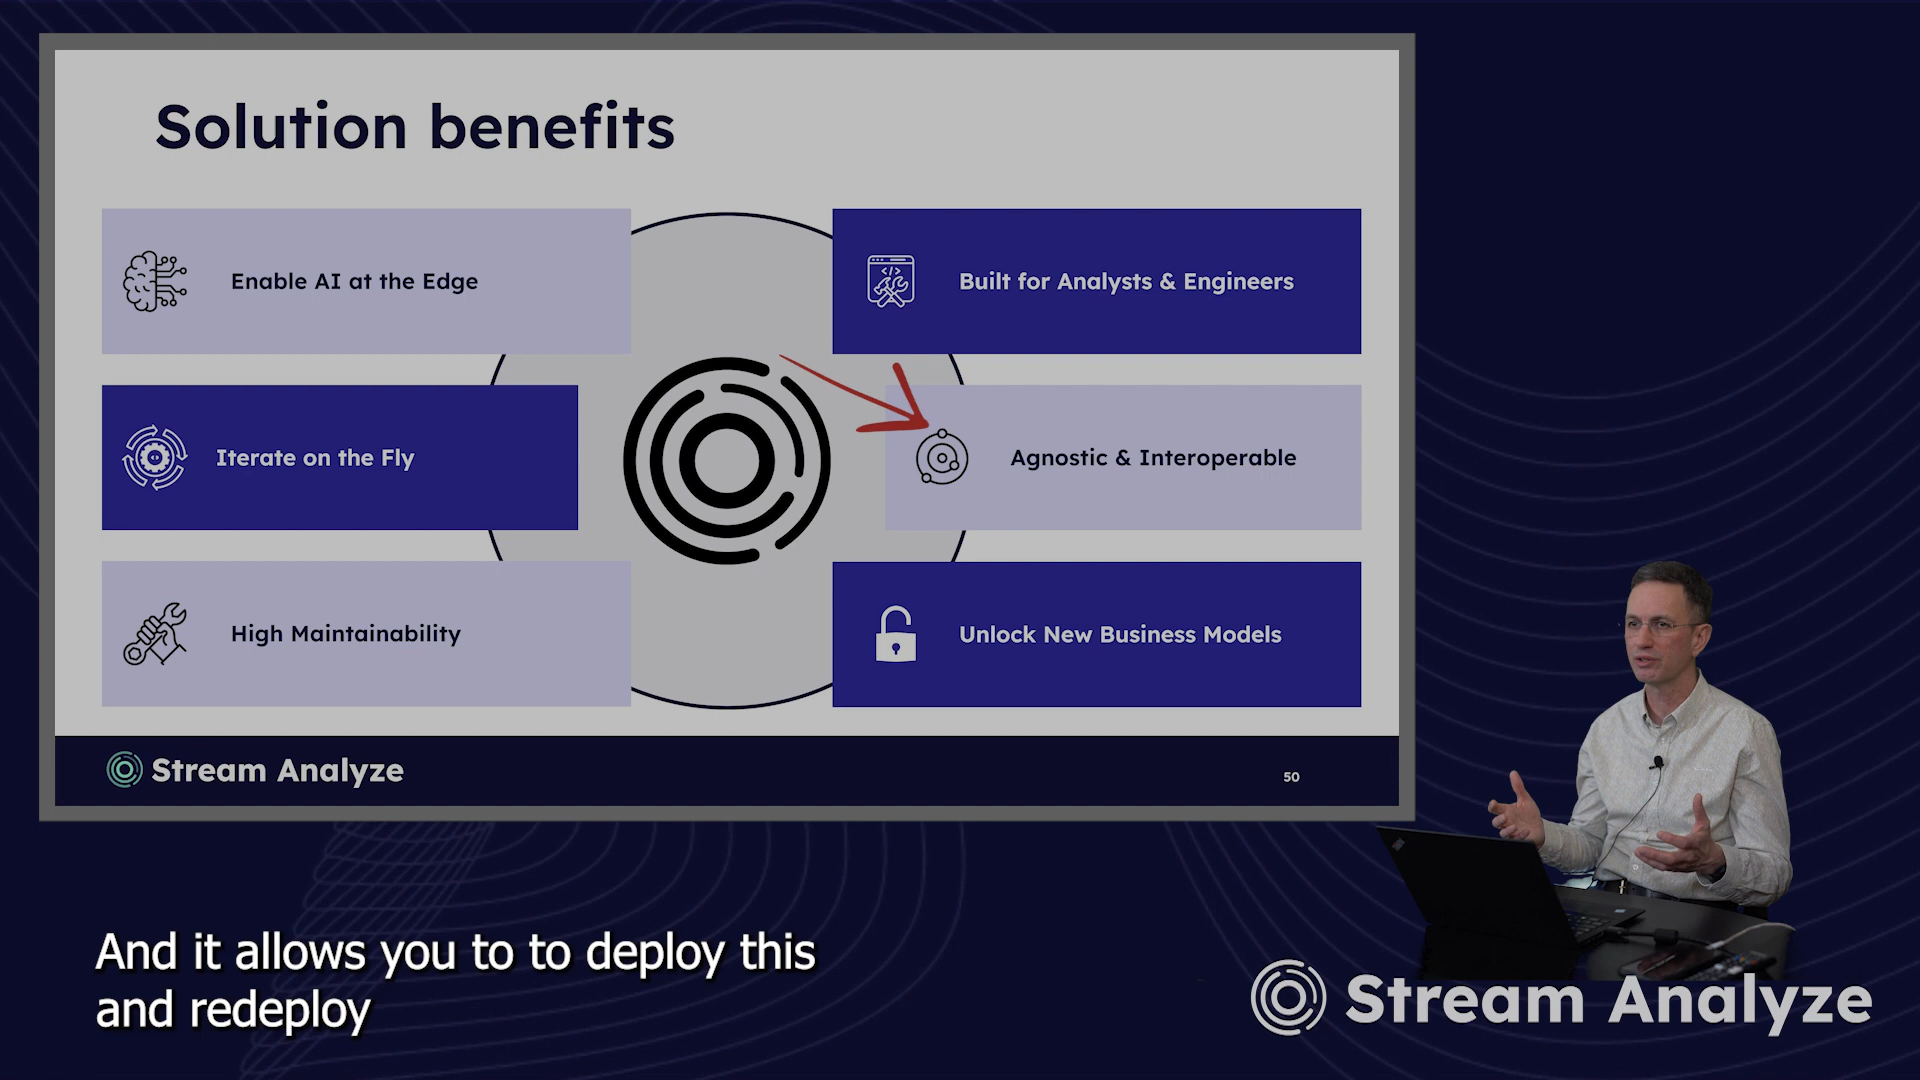 Solution benefits
Enable AI at the Edge
Built for Analysts & Engineers
Iterate on the Fly
Agnostic & Interoperable
High Maintainability
Unlock New Business Models
Stream Analyze
50
And it allows you to to deploy this
and redeploy
Stream Analyze